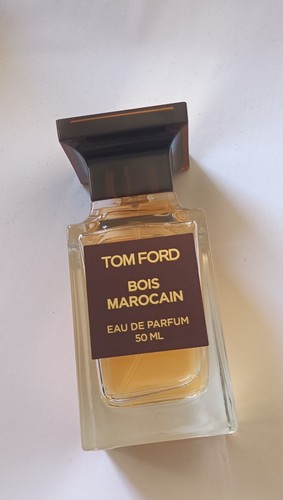 TOM FORD
BOIS
MAROCAIN
EAU DE PARFUM
50 ML